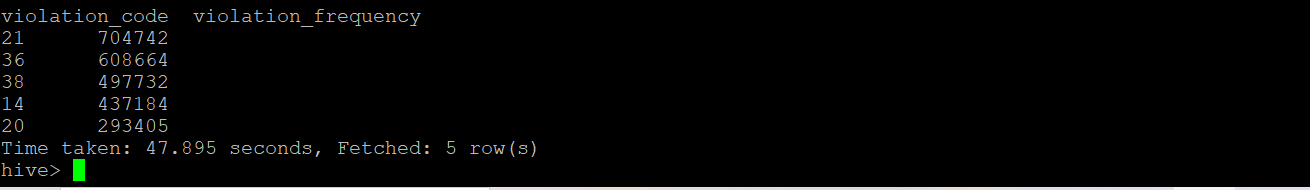 violation_code  violation_frequency
21      704742
36      608664
38      497732
14      437184
20      293405
Time taken: 47.895 seconds, Fetched: 5 row(s)
hive>